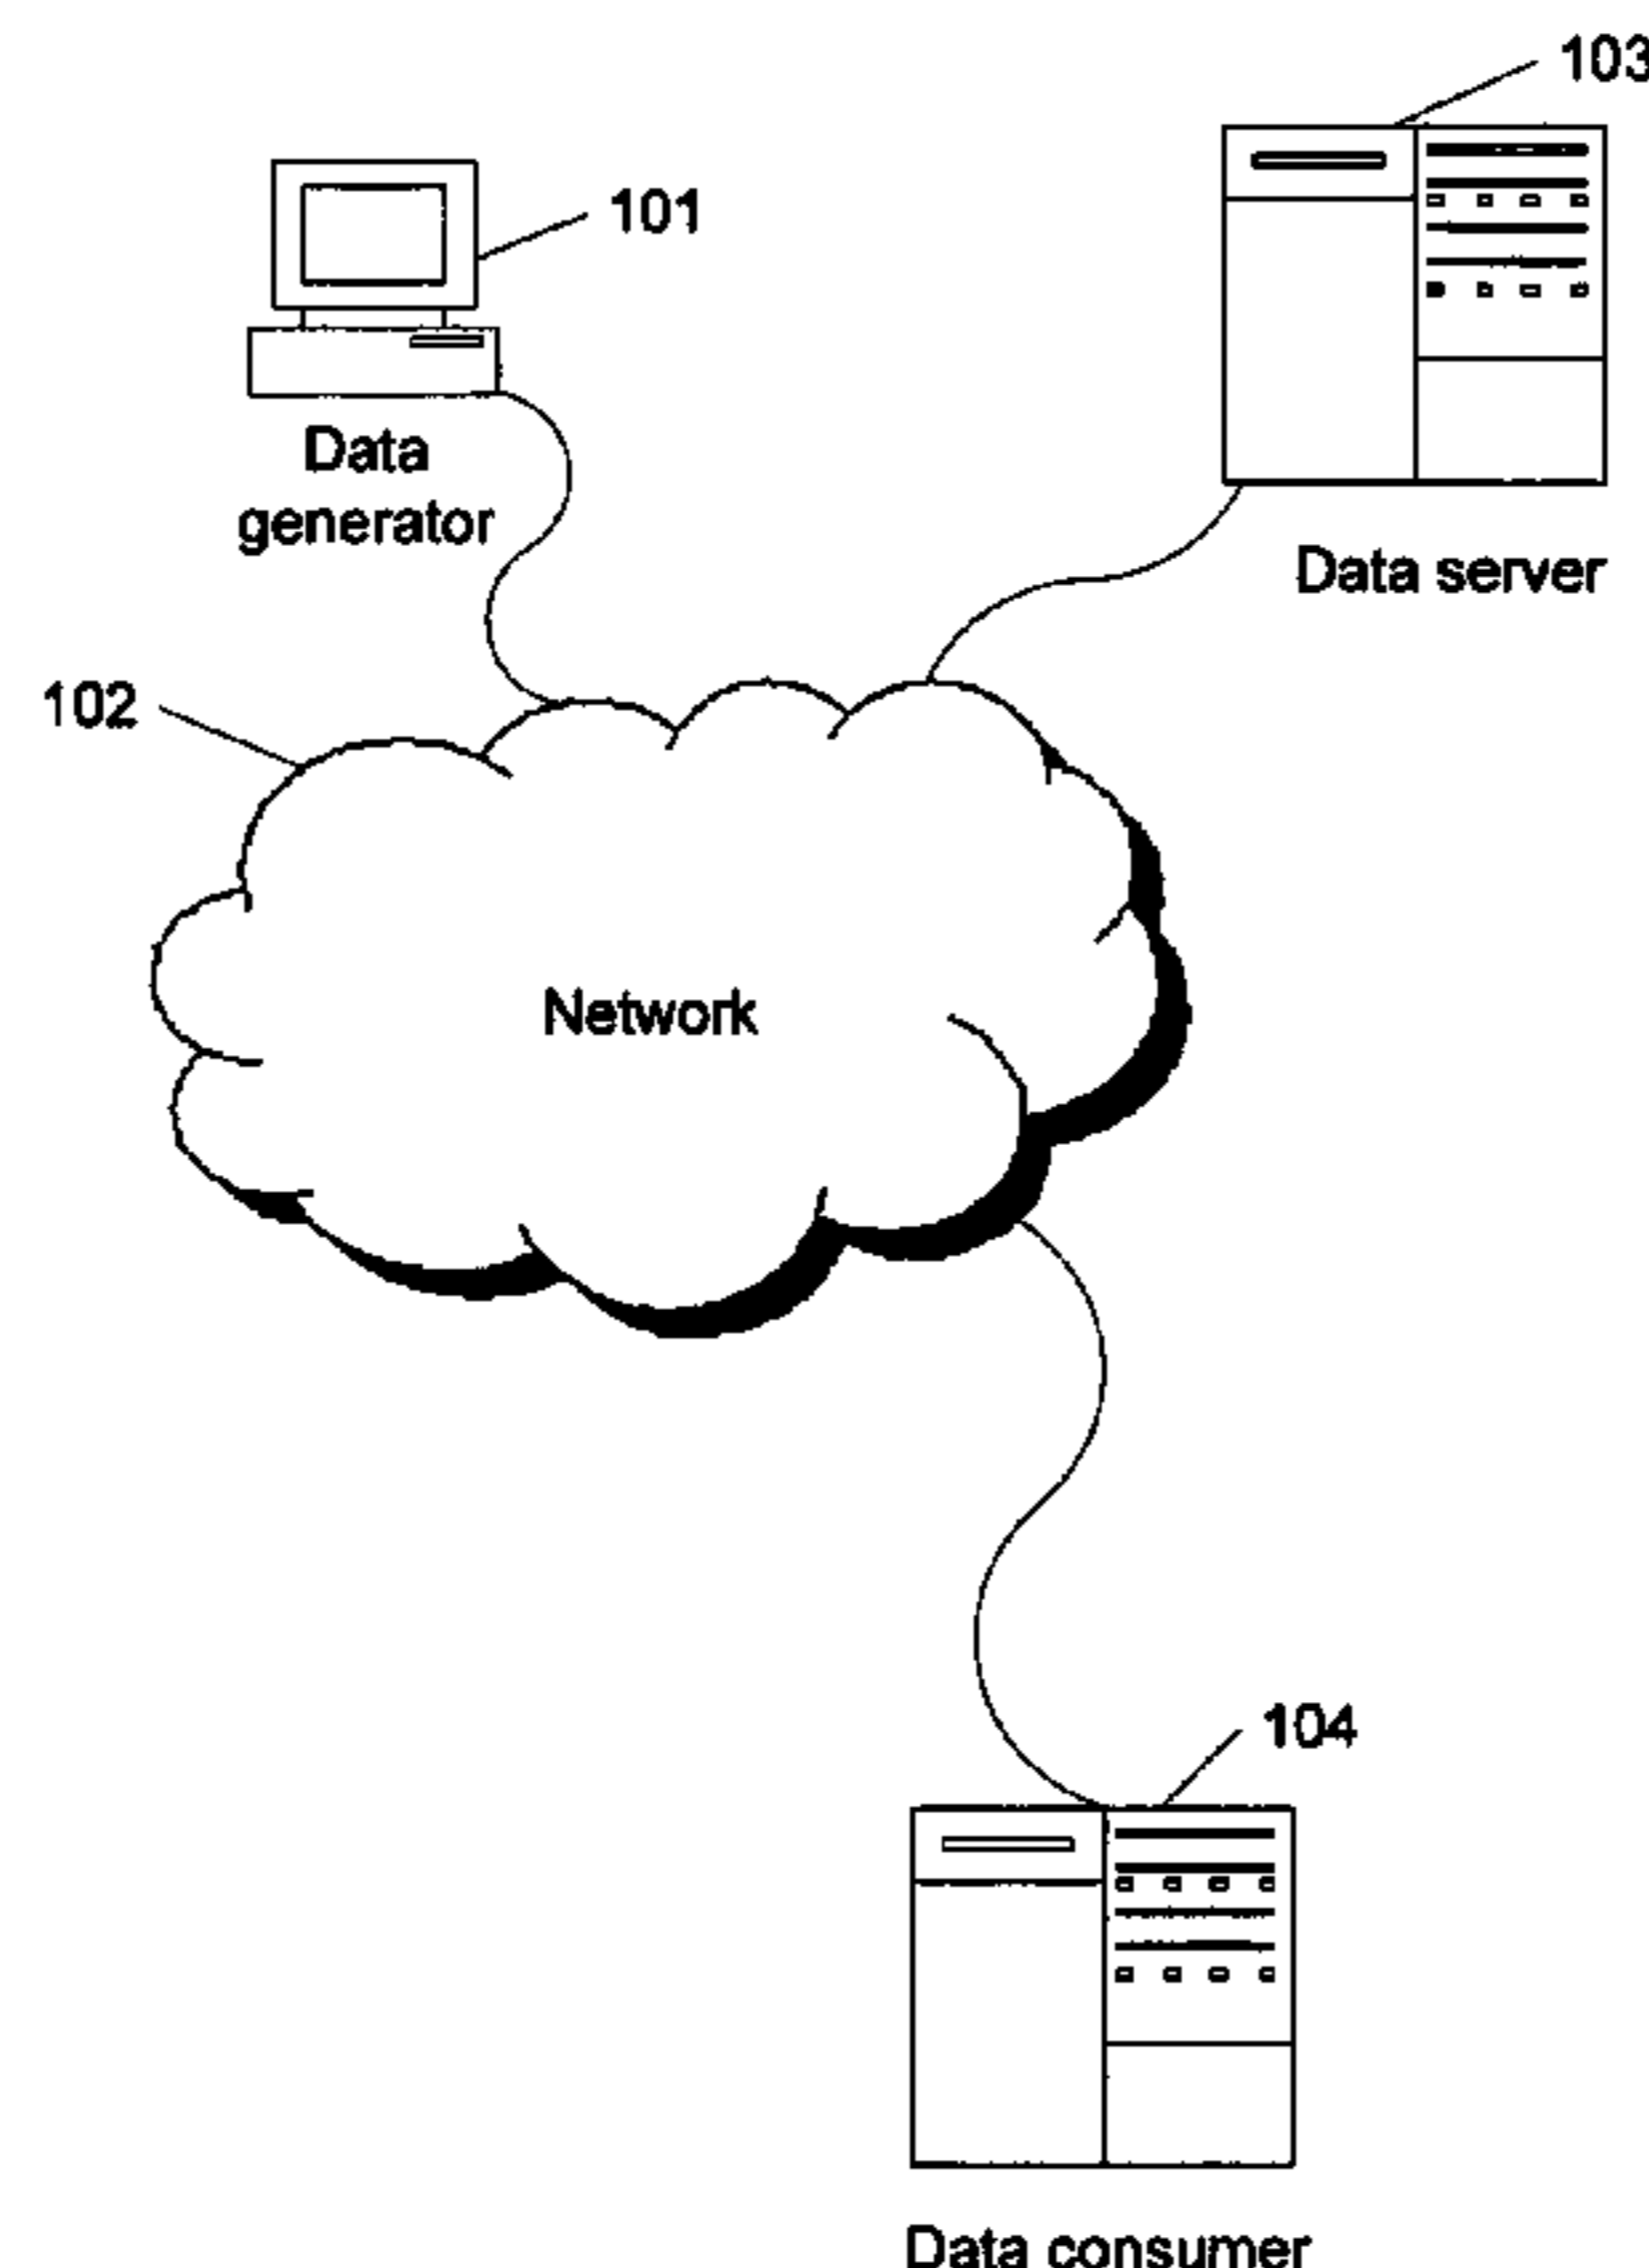 103
101
Data
generator
Data server
102
Network
104
Data consumer